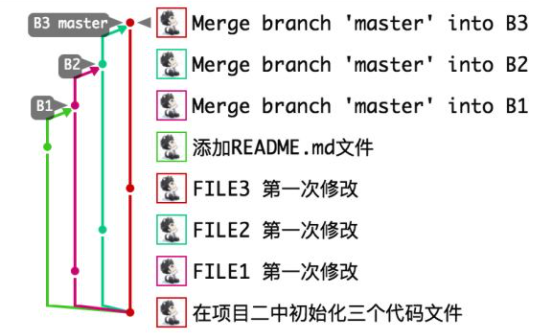 B3 master Merge branch 'master' into B3
B2 Merge branch 'master' into B2
B1 Merge branch 'master' into B1
添加README.md文件
FILE3 第一次修改
FILE2 第一次修改
FILE1 第一次修改
在项目二中初始化三个代码文件